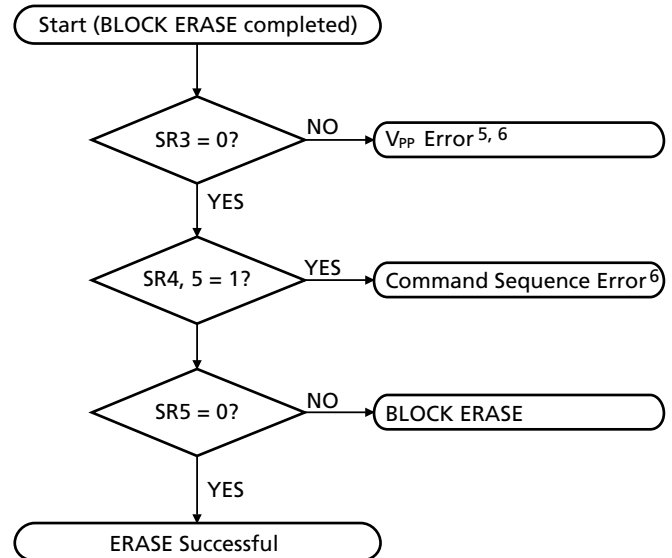 Start (BLOCK ERASE completed)
SR3 = 0?
NO
VPP Error 5, 6
YES
SR4, 5 = 1?
YES
Command Sequence Error 6
SR5 = 0?
NO
BLOCK ERASE
YES
ERASE Successful